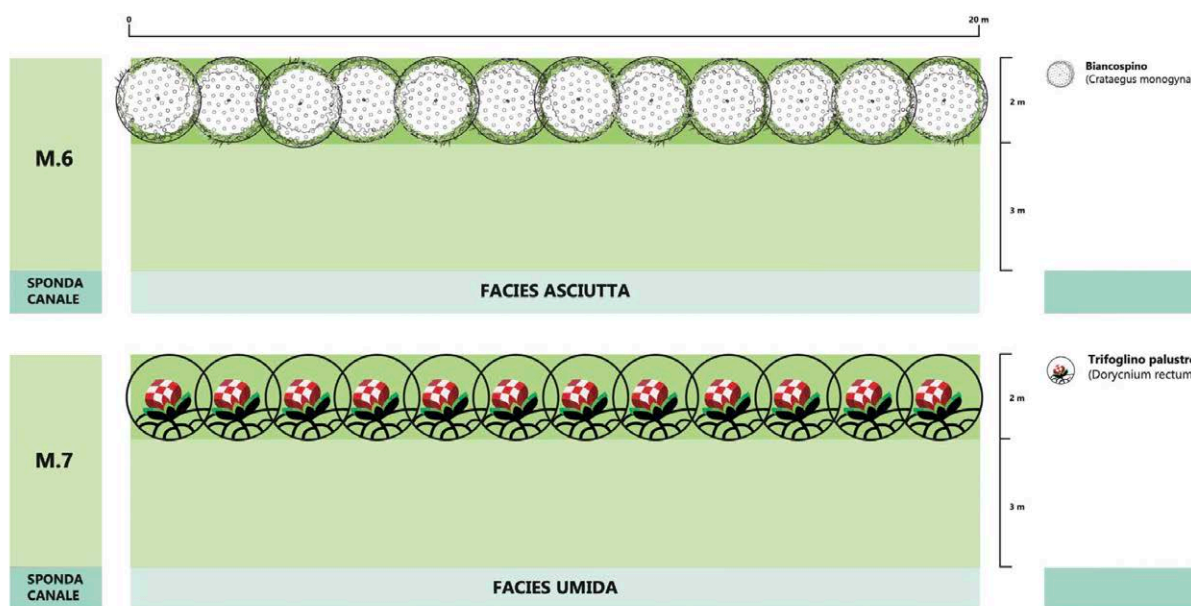 0
20 m
M.6
2 m
3 m
Biancospino
(Crataegus monogyna
SPONDA
CANALE
FACIES ASCIUTTA
M.7
2 m
3 m
Trifoglino palustre
(Dorycnium rectum
SPONDA
CANALE
FACIES UMIDA